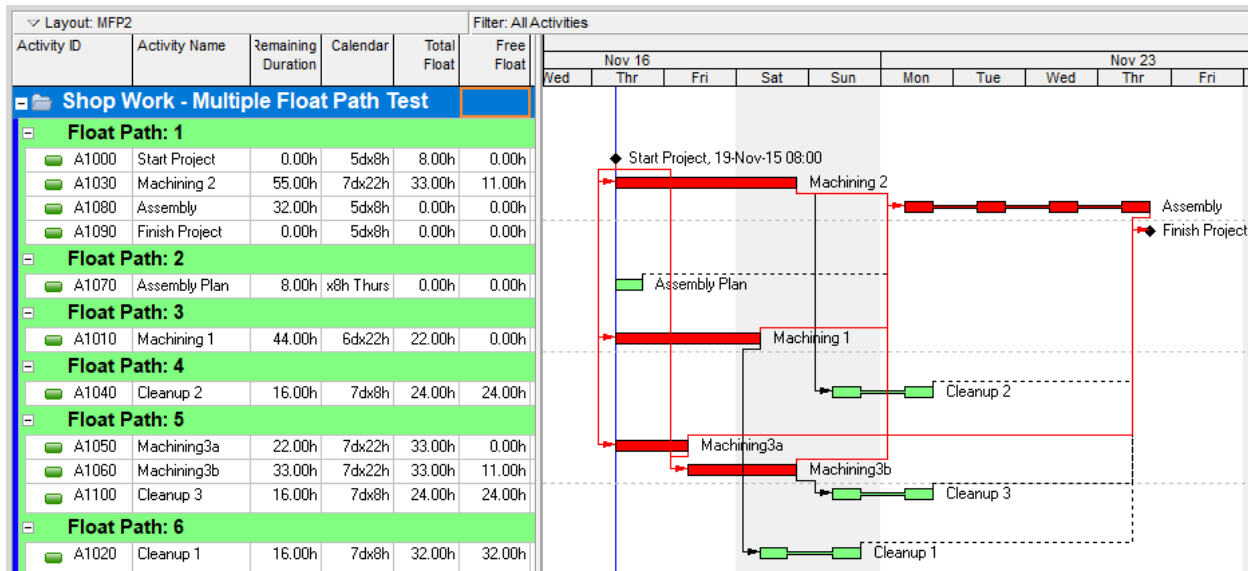 Layout: MFP2 Filter: All Activities
Activity ID Activity Name Remaining Duration Calendar Total Float Free Float
Nov 16 Nov 23
Wed Thr Fri Sat Sun Mon Tue Wed Thr Fri
Shop Work - Multiple Float Path Test
Float Path: 1
A1000 Start Project 0.00h 5dx8h 8.00h 0.00h Start Project, 19-Nov-15 08:00
A1030 Machining 2 55.00h 7dx22h 33.00h 11.00h Machining 2
A1080 Assembly 32.00h 5dx8h 0.00h 0.00h Assembly
A1090 Finish Project 0.00h 5dx8h 0.00h 0.00h Finish Project
Float Path: 2
A1070 Assembly Plan 8.00h x8h Thurs 0.00h 0.00h Assembly Plan
Float Path: 3
A1010 Machining 1 44.00h 6dx22h 22.00h 0.00h Machining 1
Float Path: 4
A1040 Cleanup 2 16.00h 7dx8h 24.00h 24.00h Cleanup 2
Float Path: 5
A1050 Machining3a 22.00h 7dx22h 33.00h 0.00h Machining3a
A1060 Machining3b 33.00h 7dx22h 33.00h 11.00h Machining3b
A1100 Cleanup 3 16.00h 7dx8h 24.00h 24.00h Cleanup 3
Float Path: 6
A1020 Cleanup 1 16.00h 7dx8h 32.00h 32.00h Cleanup 1